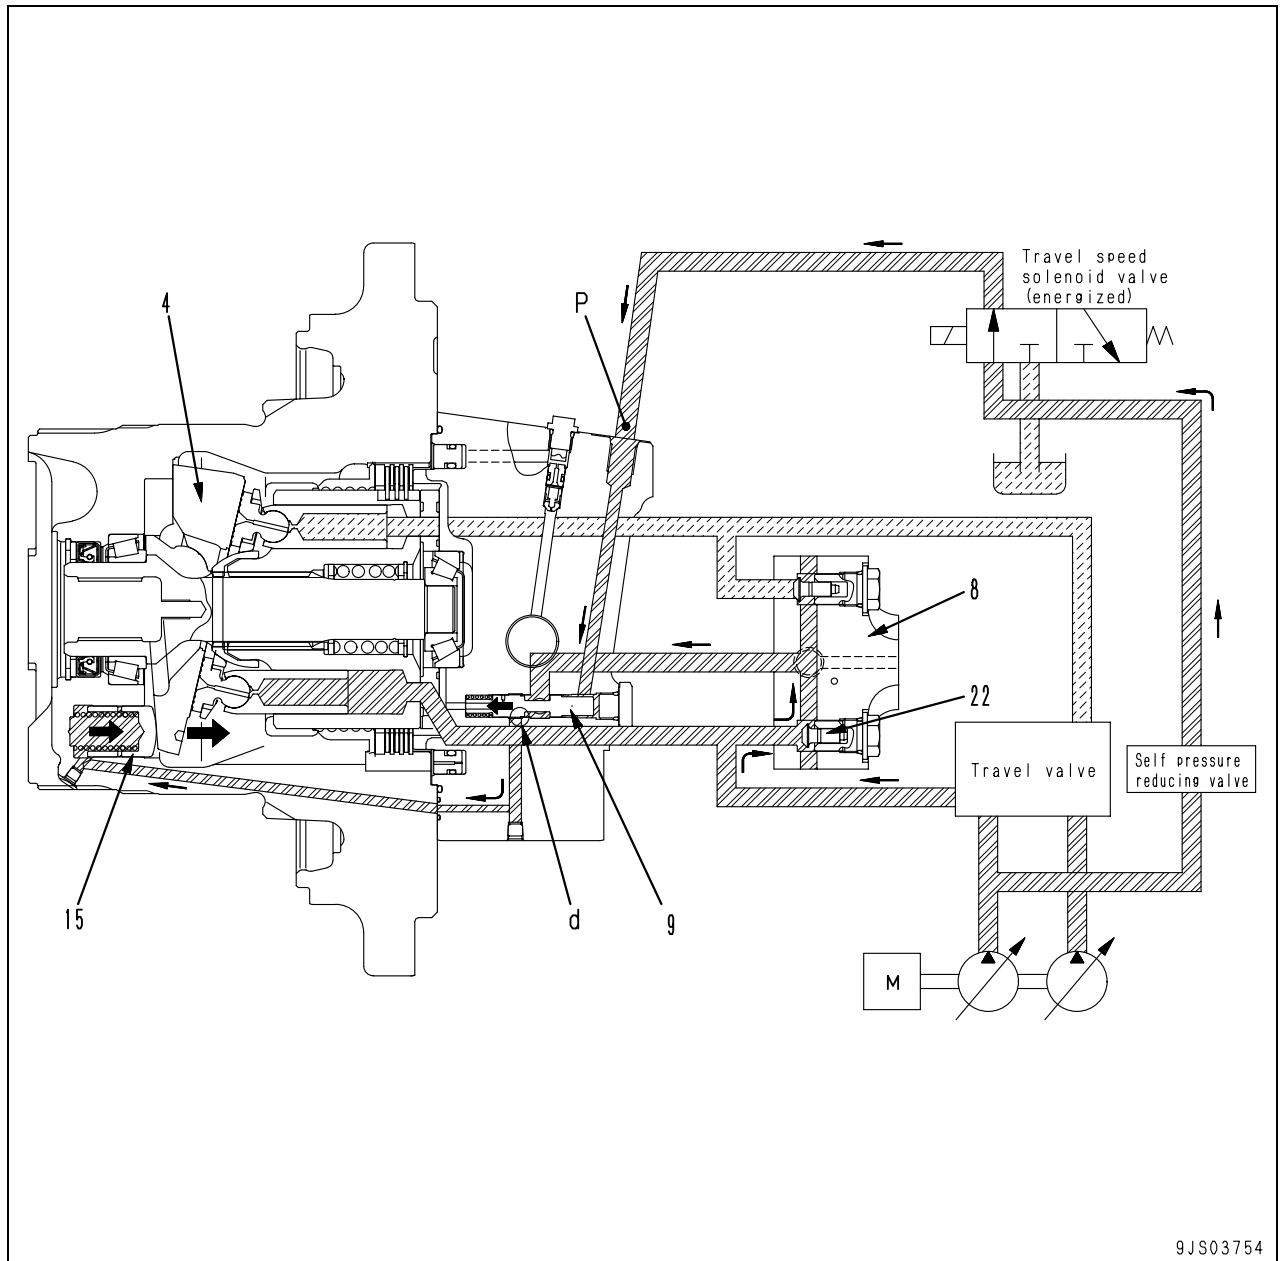 Travel speed
solenoid valve
(energized)
4
P
8
22
Travel valve
Self pressure
reducing valve
15
d
9
M
9JS03754